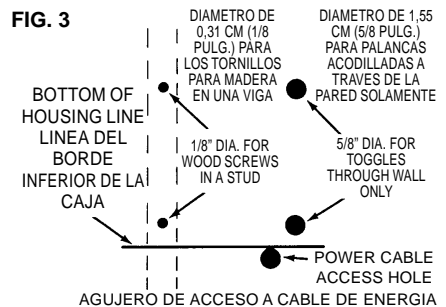 FIG. 3
DIAMETRO DE
0,31 CM (1/8
PULG.) PARA
LOS TORNILLOS
PARA MADERA
EN UNA VIGA
DIAMETRO DE 1,55
CM (5/8 PULG.)
PARA PALANCAS
ACODILLADAS A
TRAVES DE LA
PARED SOLAMENTE
BOTTOM OF
HOUSING LINE
LINEA DEL
BORDE
INFERIOR DE LA
CAJA
1/8" DIA. FOR
WOOD SCREWS
IN A STUD
5/8" DIA. FOR
TOGGLES
THROUGH WALL
ONLY
POWER CABLE
ACCESS HOLE
AGUJERO DE ACCESO A CABLE DE ENERGIA